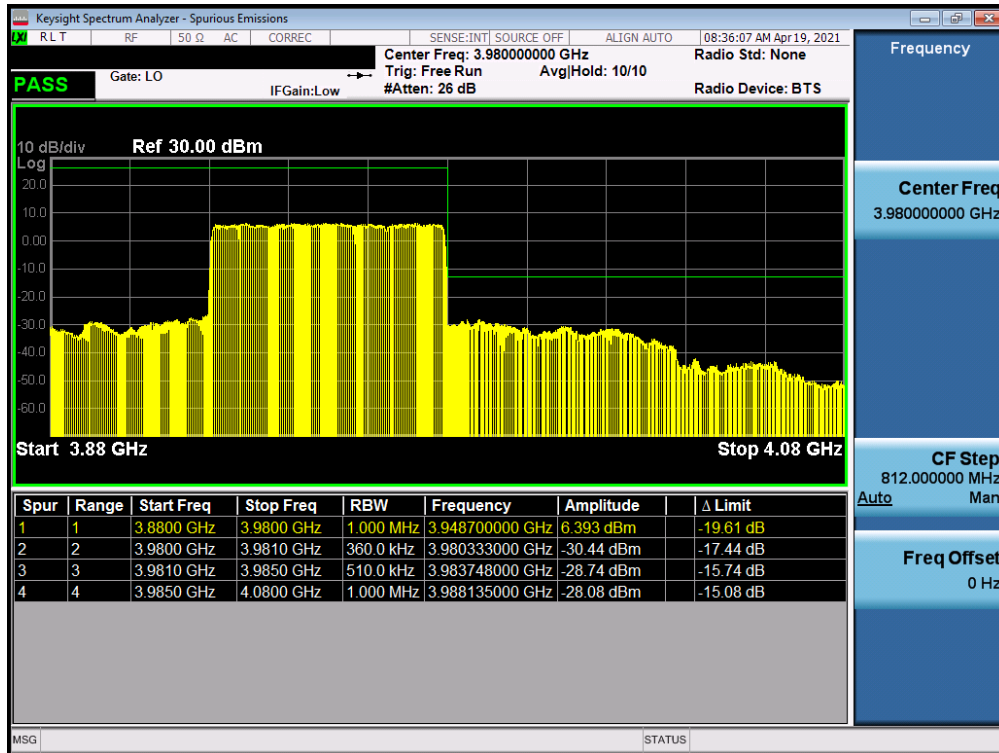 Keysight Spectrum Analyzer - Spurious Emissions
LXI RLT RF 50 Ω AC CORREC SENSE:INT SOURCE OFF ALIGN AUTO 08:36:07 AM Apr 19, 2021
Center Freq: 3.980000000 GHz Radio Std: None
Trig: Free Run Avg|Hold: 10/10
PASS Gate: LO IFGain:Low #Atten: 26 dB Radio Device: BTS
10 dB/div Ref 30.00 dBm
Log
20.0
10.0
0.00
-10.0
-20.0
-30.0
-40.0
-50.0
-60.0
Start 3.88 GHz Stop 4.08 GHz
Spur Range Start Freq Stop Freq RBW Frequency Amplitude Δ Limit
1 1 3.8800 GHz 3.9800 GHz 1.000 MHz 3.948700000 GHz 6.393 dBm -19.61 dB
2 2 3.9800 GHz 3.9810 GHz 360.0 kHz 3.980333000 GHz -30.44 dBm -17.44 dB
3 3 3.9810 GHz 3.9850 GHz 510.0 kHz 3.983748000 GHz -28.74 dBm -15.74 dB
4 4 3.9850 GHz 4.0800 GHz 1.000 MHz 3.988135000 GHz -28.08 dBm -15.08 dB
MSG STATUS
Frequency
Center Freq
3.980000000 GHz
CF Step
812.000000 MHz
Auto Man
Freq Offset
0 Hz